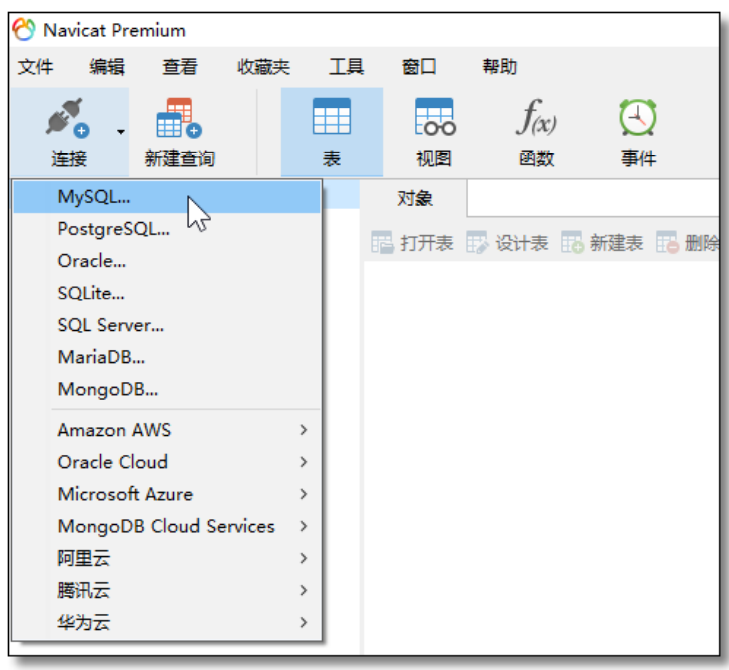 Navicat Premium
文件 编辑 查看 收藏夹 工具 窗口 帮助
连接 新建查询 表 视图 f(x) 函数 事件
MySQL... 对象
PostgreSQL... 打开表 设计表 新建表 删除
Oracle...
SQLite...
SQL Server...
MariaDB...
MongoDB...
Amazon AWS
Oracle Cloud
Microsoft Azure
MongoDB Cloud Services
阿里云
腾讯云
华为云